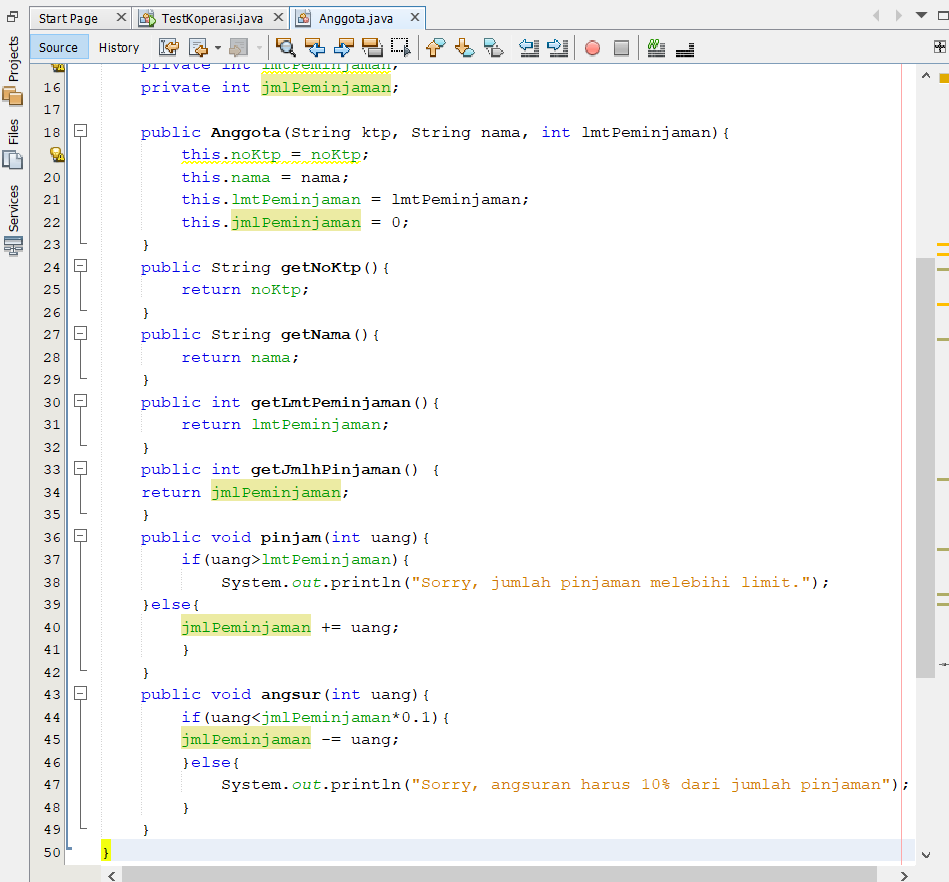 Start Page TestKoperasi.java Anggota.java
Source History
Projects
Files
Services
private int lmtPeminjaman;
16 private int jmlPeminjaman;
17
18 public Anggota(String ktp, String nama, int lmtPeminjaman){
this.noKtp = noKtp;
20 this.nama = nama;
21 this.lmtPeminjaman = lmtPeminjaman;
22 this.jmlPeminjaman = 0;
23 }
24 public String getNoKtp(){
25 return noKtp;
26 }
27 public String getNama(){
28 return nama;
29 }
30 public int getLmtPeminjaman(){
31 return lmtPeminjaman;
32 }
33 public int getJmlhPinjaman() {
34 return jmlPeminjaman;
35 }
36 public void pinjam(int uang){
37 if(uang>lmtPeminjaman){
38 System.out.println("Sorry, jumlah pinjaman melebihi limit.");
39 }else{
40 jmlPeminjaman += uang;
41 }
42 }
43 public void angsur(int uang){
44 if(uang<jmlPeminjaman*0.1){
45 jmlPeminjaman -= uang;
46 }else{
47 System.out.println("Sorry, angsuran harus 10% dari jumlah pinjaman");
48 }
49 }
50 }